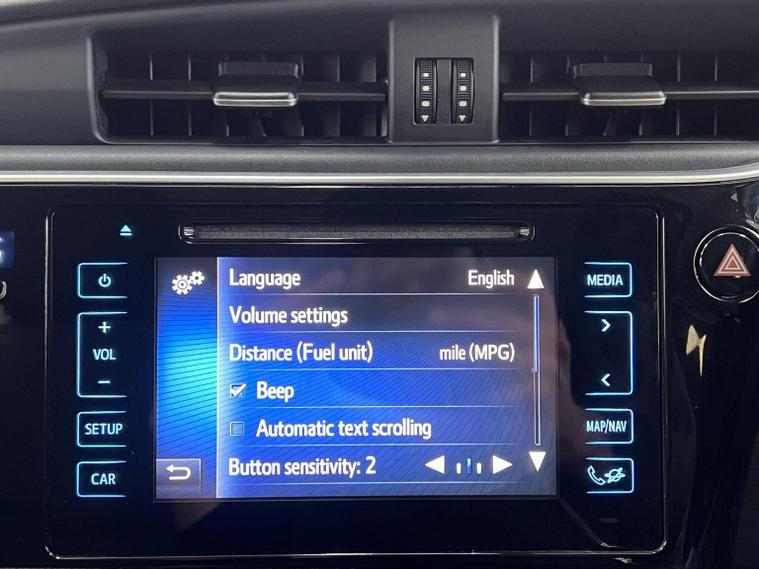 Language English
Volume settings
Distance (Fuel unit) mile (MPG)
Beep
Automatic text scrolling
Button sensitivity: 2
+
VOL
−
SETUP
CAR
MEDIA
MAP/NAV